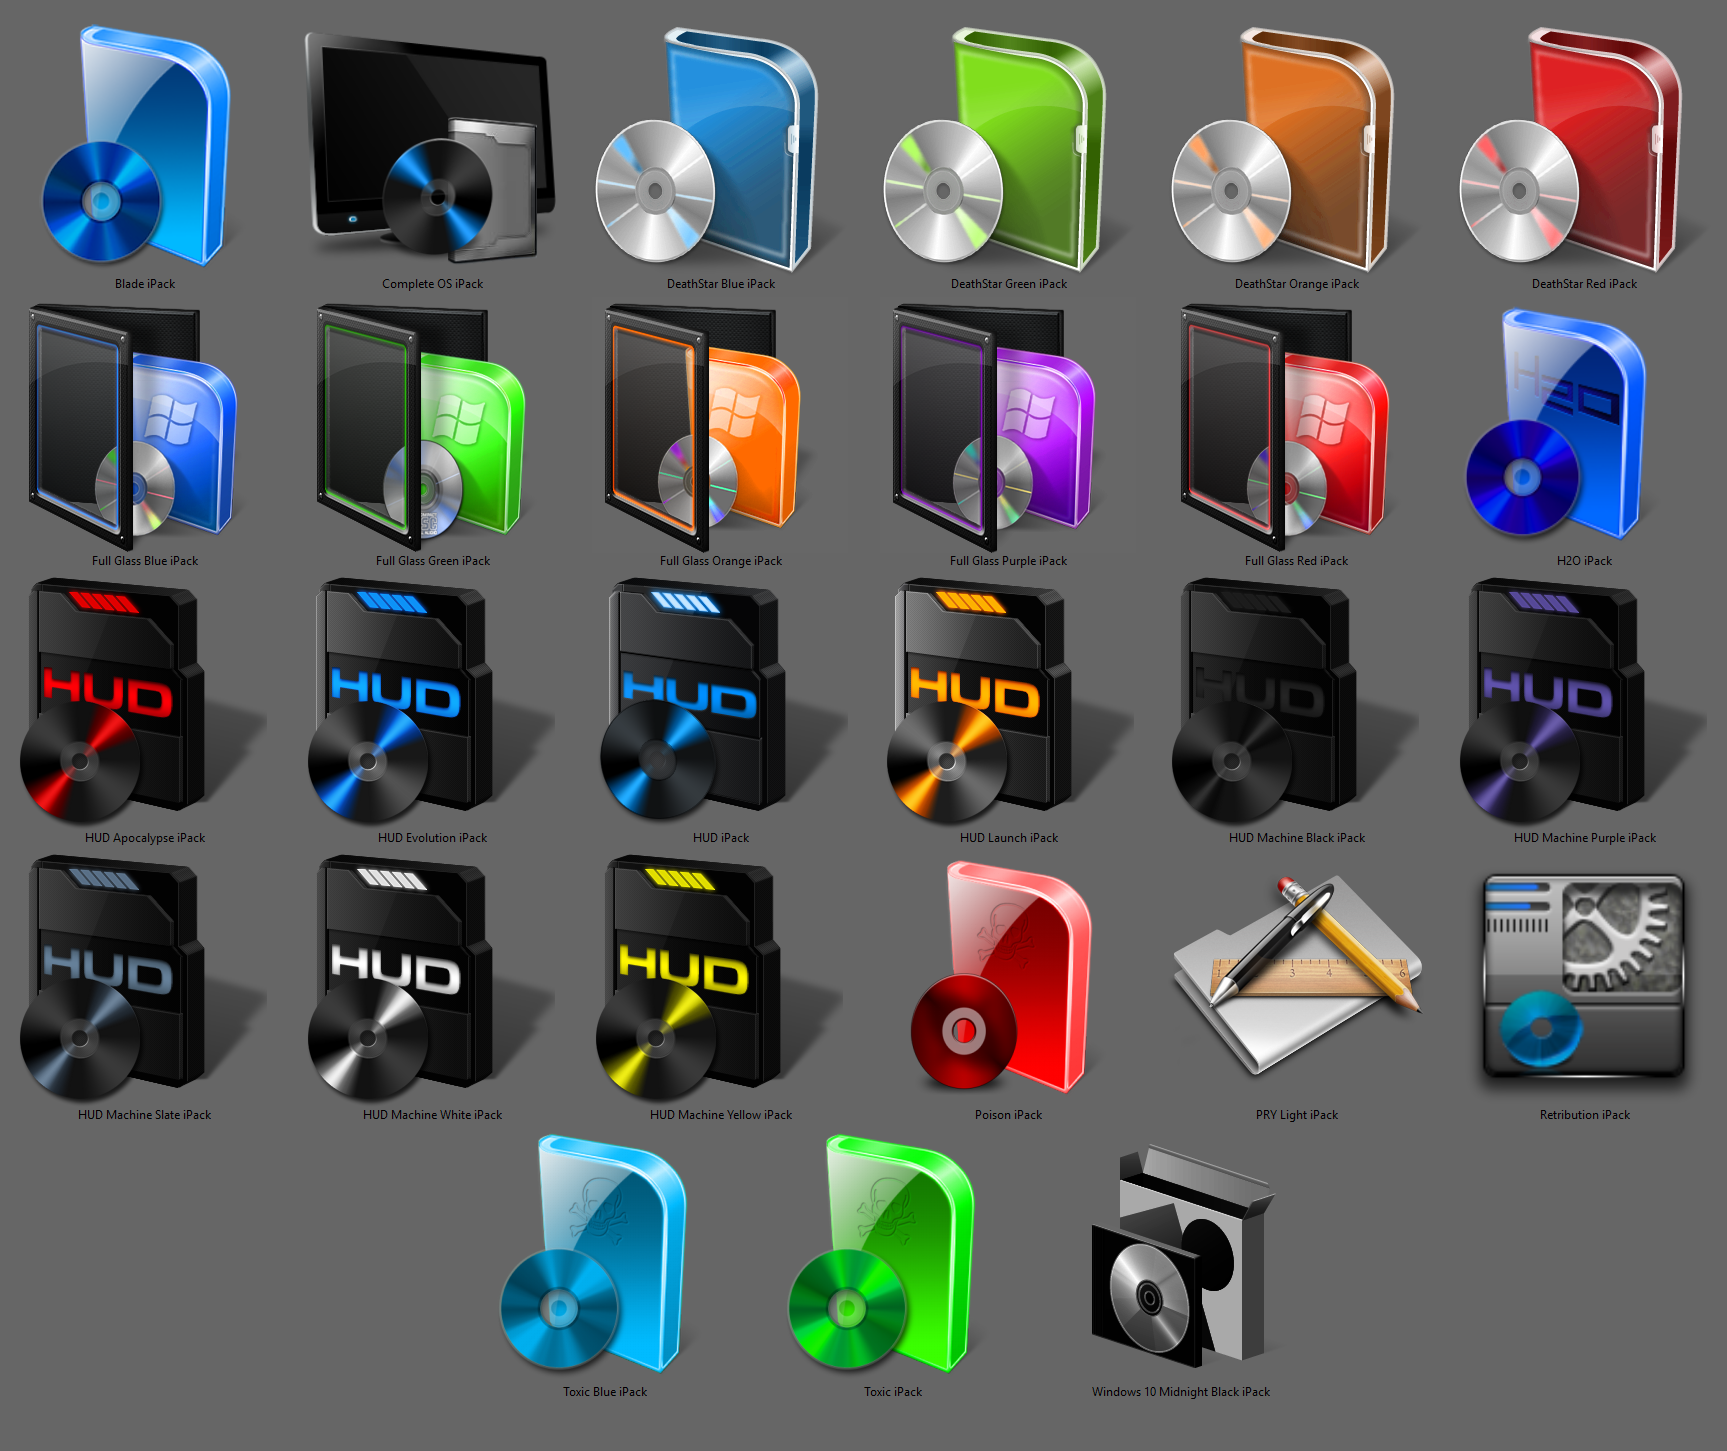 Blade iPack
Complete OS iPack
DeathStar Blue iPack
DeathStar Green iPack
DeathStar Orange iPack
DeathStar Red iPack
Full Glass Blue iPack
Full Glass Green iPack
Full Glass Orange iPack
Full Glass Purple iPack
Full Glass Red iPack
H2O
H2O iPack
HUD
HUD Apocalypse iPack
HUD
HUD Evolution iPack
HUD
HUD iPack
HUD
HUD Launch iPack
HUD
HUD Machine Black iPack
HUD
HUD Machine Purple iPack
HUD
HUD Machine Slate iPack
HUD
HUD Machine White iPack
HUD
HUD Machine Yellow iPack
Poison iPack
1 3 4 6
PRY Light iPack
Retribution iPack
Toxic Blue iPack
Toxic iPack
Windows 10 Midnight Black iPack